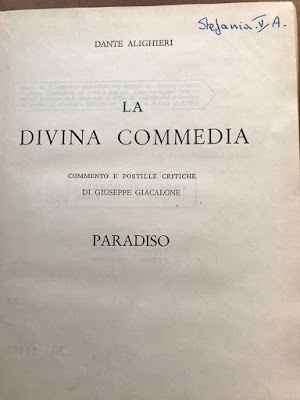 Stefania. V A.
DANTE ALIGHIERI
LA
DIVINA COMMEDIA
COMMENTO E POSTILLE CRITICHE
DI GIUSEPPE GIACALONE
PARADISO